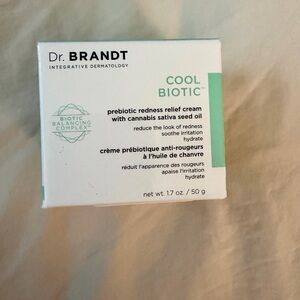 Dr. BRANDT
INTEGRATIVE DERMATOLOGY
COOL
BIOTIC™
prebiotic redness relief cream
with cannabis sativa seed oil
reduce the look of redness
soothe irritation
hydrate
BIOTIC
BALANCING
COMPLEX™
crème prébiotique anti-rougeurs
à l'huile de chanvre
réduit l'apparence des rougeurs
apaise l'irritation
hydrate
net wt. 1.7 oz. / 50 g